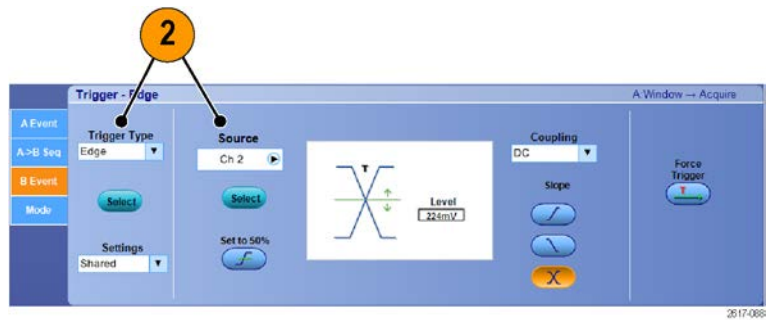 2
Trigger - Edge
A:Window → Acquire
A Event
A->B Seq
B Event
Mode
Trigger Type
Edge
Select
Settings
Shared
Source
Ch 2
Select
Set to 50%
T
Level
224mV
Coupling
DC
Slope
Force
Trigger
T
2617-088